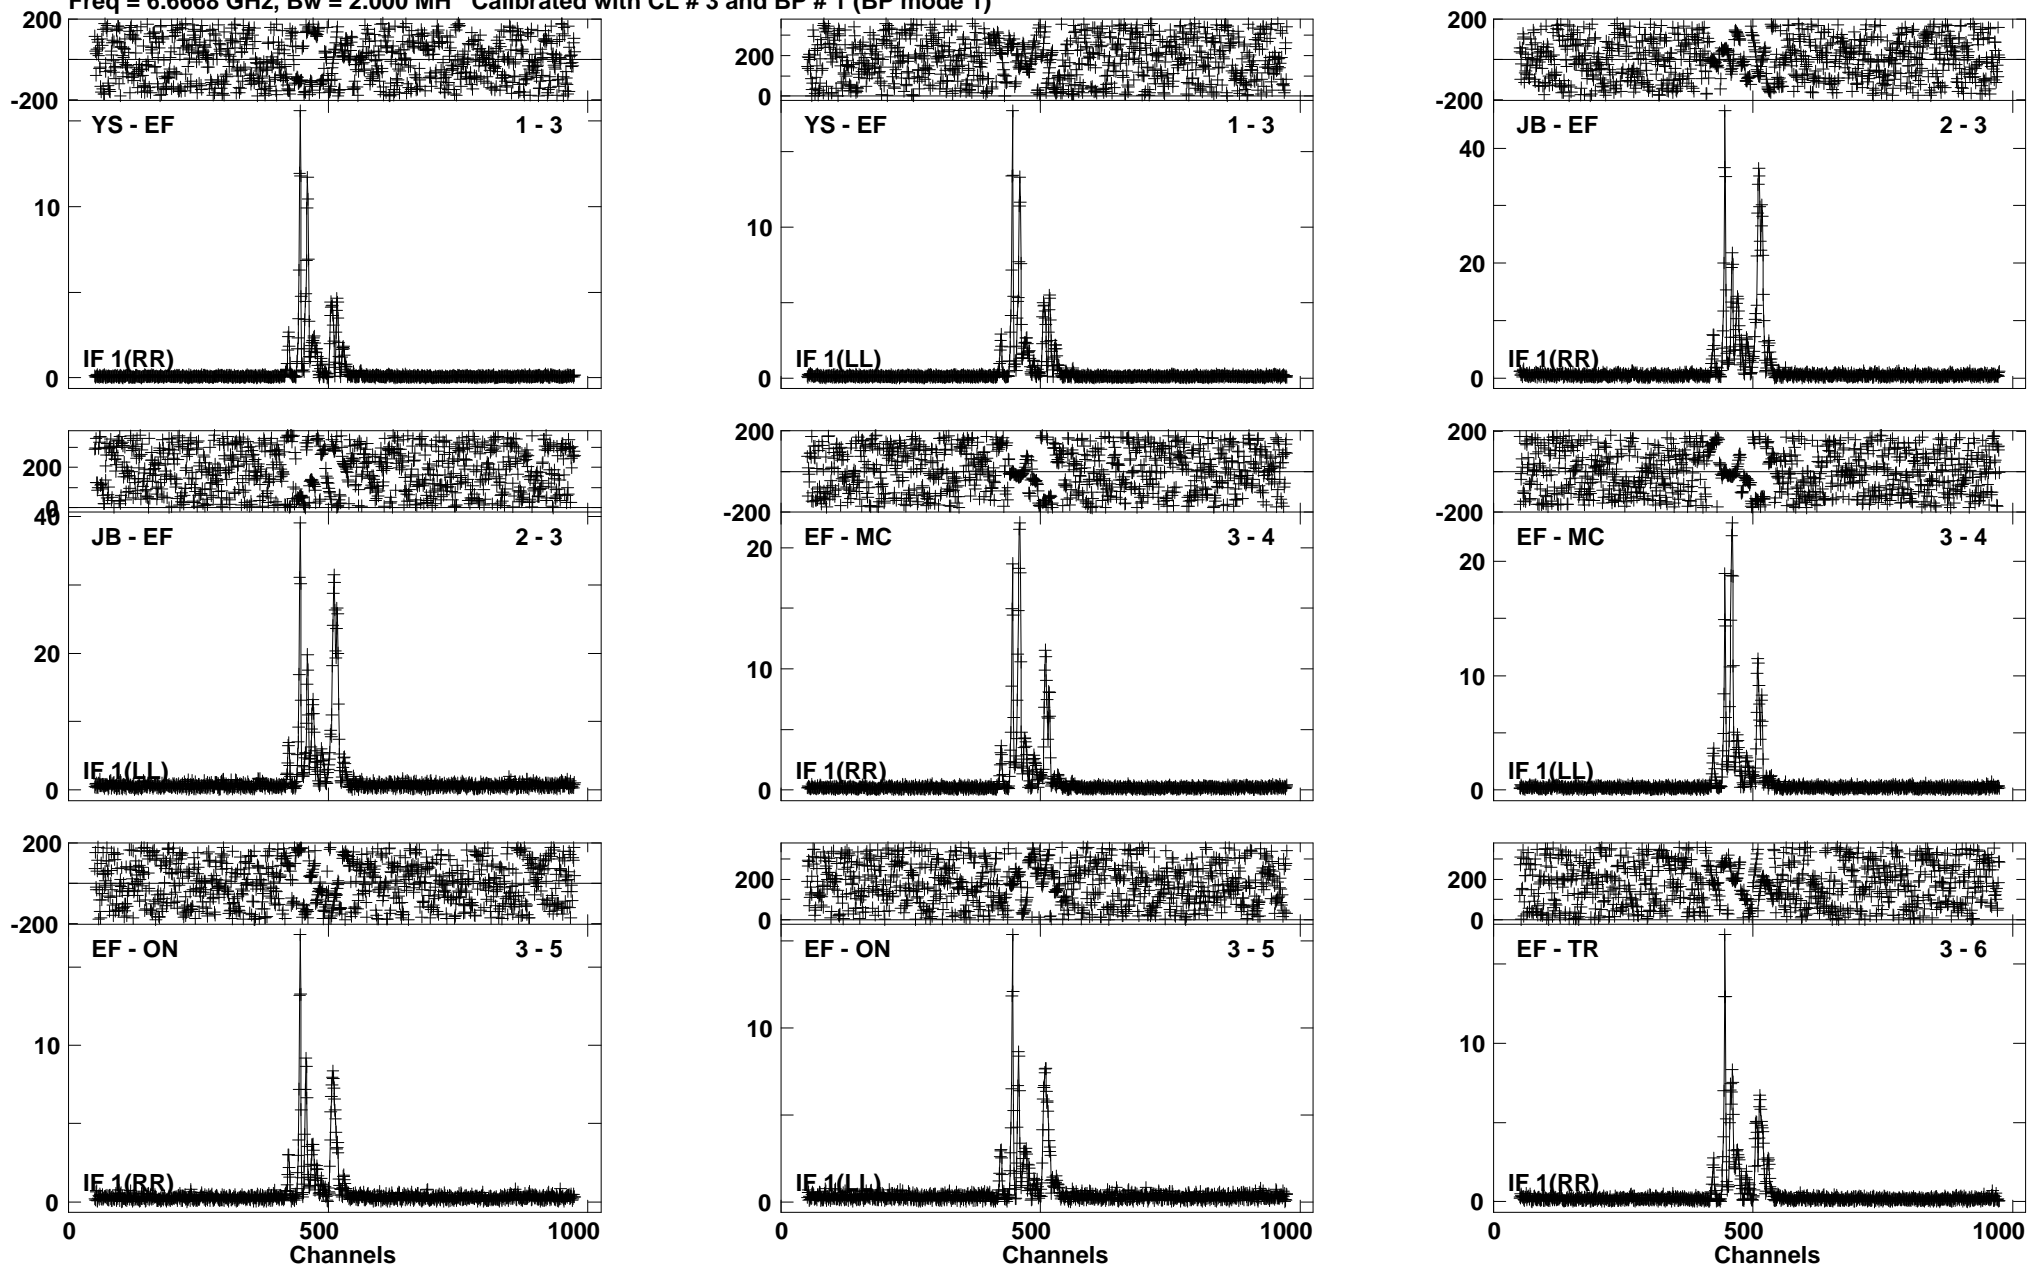 Freq = 6.6668 GHz, Bw = 2.000 MH Calibrated with CL # 3 and BP # 1 (BP mode 1)
200
-200
YS - EF 1 - 3
10
IF 1(RR)
0
200
0
YS - EF 1 - 3
10
IF 1(LL)
0
200
-200
JB - EF 2 - 3
40
20
IF 1(RR)
0
200
0
40
JB - EF 2 - 3
20
IF 1(LL)
0
200
-200
EF - MC 3 - 4
20
10
IF 1(RR)
0
200
-200
EF - MC 3 - 4
20
10
IF 1(LL)
0
200
-200
EF - ON 3 - 5
10
IF 1(RR)
0
0 500 1000
Channels
200
0
EF - ON 3 - 5
10
IF 1(LL)
0
0 500 1000
Channels
200
0
EF - TR 3 - 6
10
IF 1(RR)
0
0 500 1000
Channels